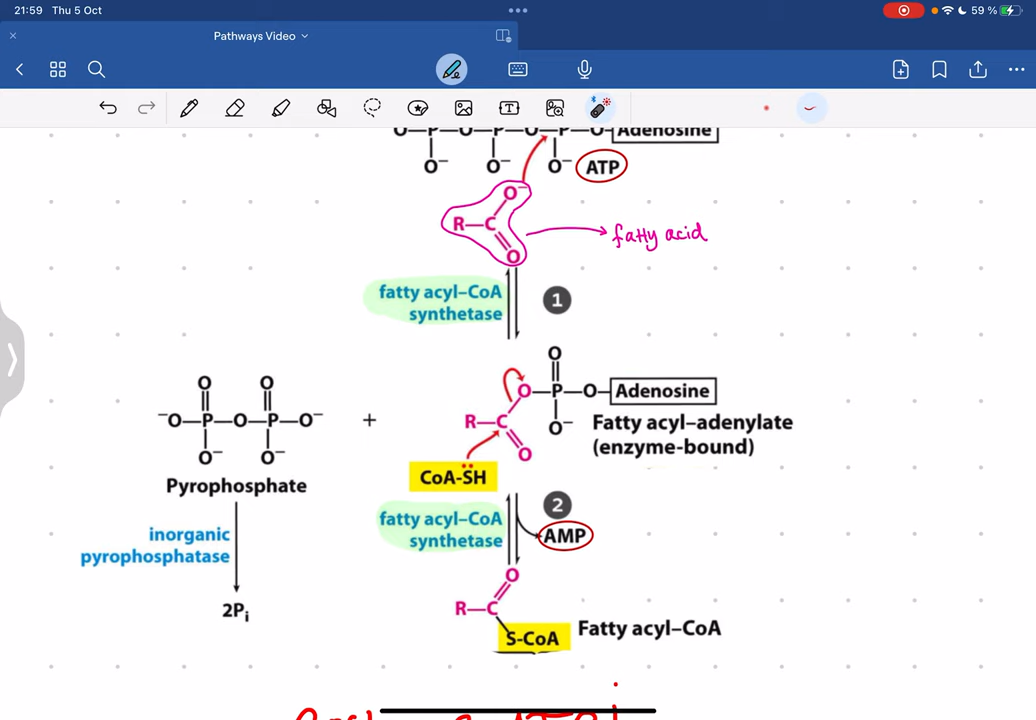 21:59 Thu 5 Oct
59 %
Pathways Video
O–P–O–P–O–P–O–Adenosine
O⁻ O⁻ O⁻ ATP
O⁻
R–C
O
fatty acid
fatty acyl–CoA
synthetase
1
O
O O O–P–O–Adenosine
⁻O–P–O–P–O⁻ + R–C O⁻ Fatty acyl–adenylate
O⁻ O⁻ O (enzyme-bound)
CoA-SH
Pyrophosphate
2
fatty acyl–CoA
synthetase
AMP
inorganic
pyrophosphatase
O
2Pi
R–C
S-CoA Fatty acyl–CoA